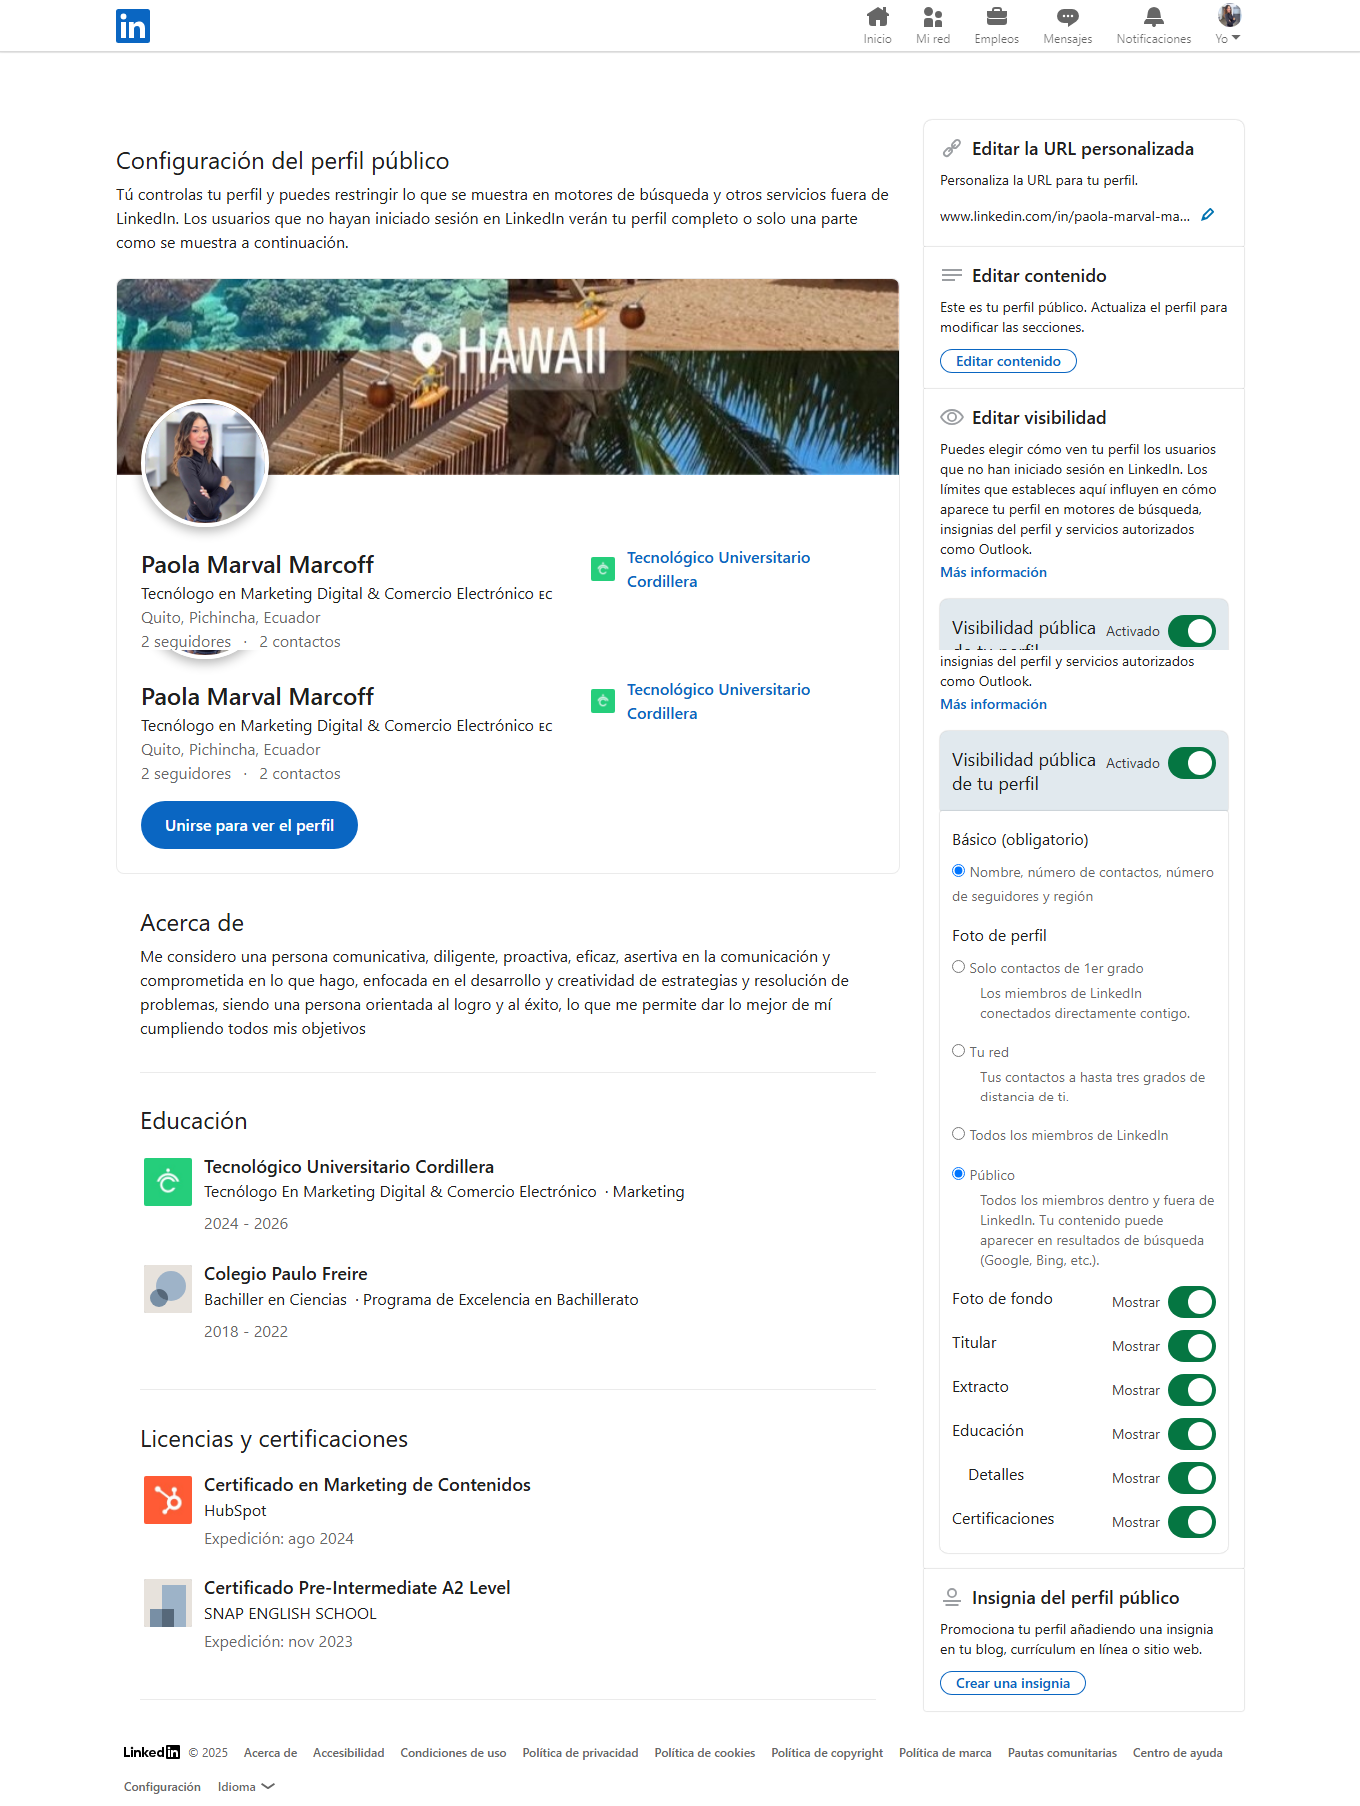 in
Inicio
Mi red
Empleos
Mensajes
Notificaciones
Yo
Configuración del perfil público
Tú controlas tu perfil y puedes restringir lo que se muestra en motores de búsqueda y otros servicios fuera de
LinkedIn. Los usuarios que no hayan iniciado sesión en LinkedIn verán tu perfil completo o solo una parte
como se muestra a continuación.
HAWAII
Paola Marval Marcoff
Tecnólogo en Marketing Digital & Comercio Electrónico EC
Quito, Pichincha, Ecuador
2 seguidores · 2 contactos
Tecnológico Universitario
Cordillera
Paola Marval Marcoff
Tecnólogo en Marketing Digital & Comercio Electrónico EC
Quito, Pichincha, Ecuador
2 seguidores · 2 contactos
Tecnológico Universitario
Cordillera
Unirse para ver el perfil
Acerca de
Me considero una persona comunicativa, diligente, proactiva, eficaz, asertiva en la comunicación y
comprometida en lo que hago, enfocada en el desarrollo y creatividad de estrategias y resolución de
problemas, siendo una persona orientada al logro y al éxito, lo que me permite dar lo mejor de mí
cumpliendo todos mis objetivos
Educación
Tecnológico Universitario Cordillera
Tecnólogo En Marketing Digital & Comercio Electrónico · Marketing
2024 - 2026
Colegio Paulo Freire
Bachiller en Ciencias · Programa de Excelencia en Bachillerato
2018 - 2022
Licencias y certificaciones
Certificado en Marketing de Contenidos
HubSpot
Expedición: ago 2024
Certificado Pre-Intermediate A2 Level
SNAP ENGLISH SCHOOL
Expedición: nov 2023
Editar la URL personalizada
Personaliza la URL para tu perfil.
www.linkedin.com/in/paola-marval-ma...
Editar contenido
Este es tu perfil público. Actualiza el perfil para
modificar las secciones.
Editar contenido
Editar visibilidad
Puedes elegir cómo ven tu perfil los usuarios
que no han iniciado sesión en LinkedIn. Los
límites que estableces aquí influyen en cómo
aparece tu perfil en motores de búsqueda,
insignias del perfil y servicios autorizados
como Outlook.
Más información
Visibilidad pública Activado
de tu perfil
insignias del perfil y servicios autorizados
como Outlook.
Más información
Visibilidad pública Activado
de tu perfil
Básico (obligatorio)
Nombre, número de contactos, número
de seguidores y región
Foto de perfil
Solo contactos de 1er grado
Los miembros de LinkedIn
conectados directamente contigo.
Tu red
Tus contactos a hasta tres grados de
distancia de ti.
Todos los miembros de LinkedIn
Público
Todos los miembros dentro y fuera de
LinkedIn. Tu contenido puede
aparecer en resultados de búsqueda
(Google, Bing, etc.).
Foto de fondo Mostrar
Titular Mostrar
Extracto Mostrar
Educación Mostrar
Detalles Mostrar
Certificaciones Mostrar
Insignia del perfil público
Promociona tu perfil añadiendo una insignia
en tu blog, currículum en línea o sitio web.
Crear una insignia
LinkedIn © 2025 Acerca de Accesibilidad Condiciones de uso Política de privacidad Política de cookies Política de copyright Política de marca Pautas comunitarias Centro de ayuda
Configuración Idioma